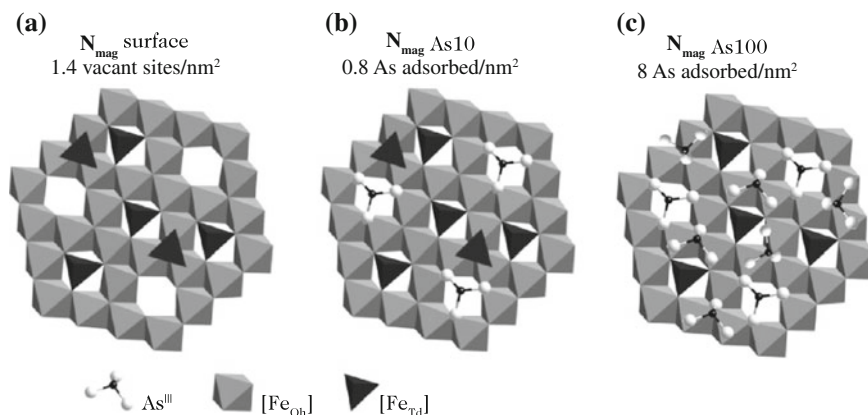 (a)
N_mag surface
1.4 vacant sites/nm²
(b)
N_mag As10
0.8 As adsorbed/nm²
(c)
N_mag As100
8 As adsorbed/nm²
As^III
[Fe_Oh]
[Fe_Td]